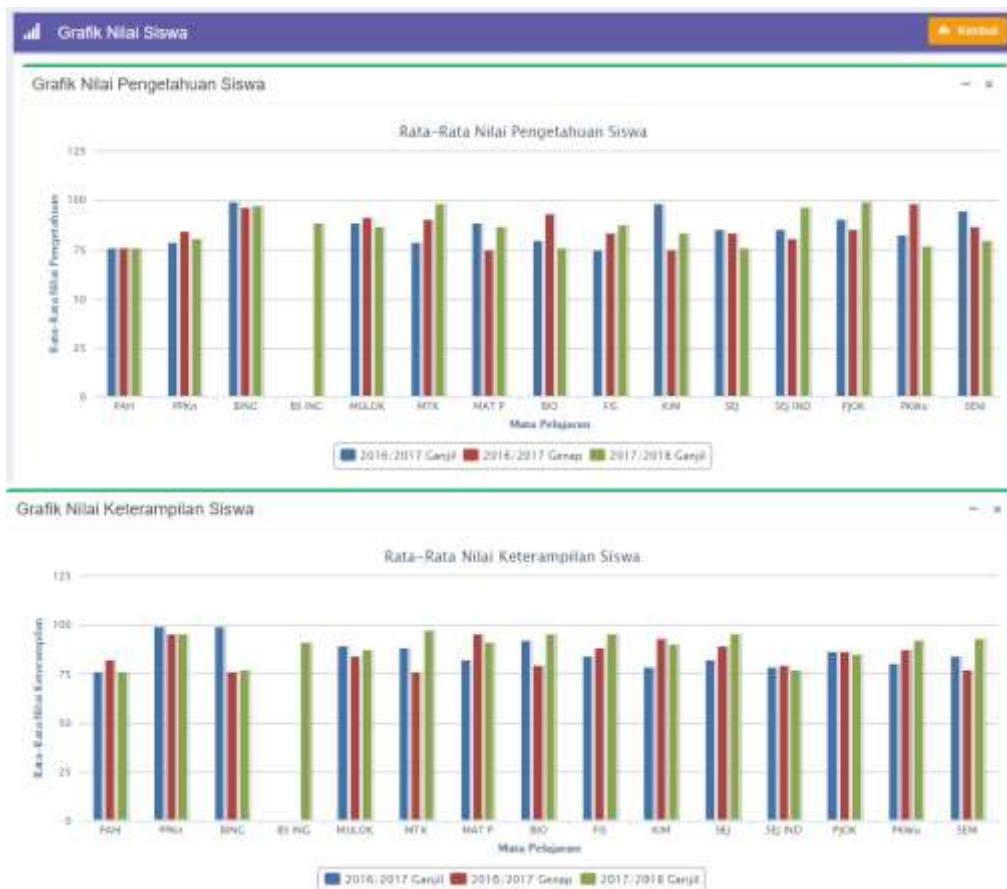 Grafik Nilai Siswa
Kembali
Grafik Nilai Pengetahuan Siswa
Rata-Rata Nilai Pengetahuan Siswa
Rata-Rata Nilai Pengetahuan
125
100
75
50
25
0
PAH PPKn BING BS ING MULOK MTK MAT P BIO FIS KIM SEJ SEJ IND PJOK PKWu SENI
Mata Pelajaran
2016/2017 Ganjil 2016/2017 Genap 2017/2018 Ganjil
Grafik Nilai Keterampilan Siswa
Rata-Rata Nilai Keterampilan Siswa
Rata-Rata Nilai Keterampilan
125
100
75
50
25
0
PAH PPKn BING BS ING MULOK MTK MAT P BIO FIS KIM SEJ SEJ IND PJOK PKWu SENI
Mata Pelajaran
2016/2017 Ganjil 2016/2017 Genap 2017/2018 Ganjil